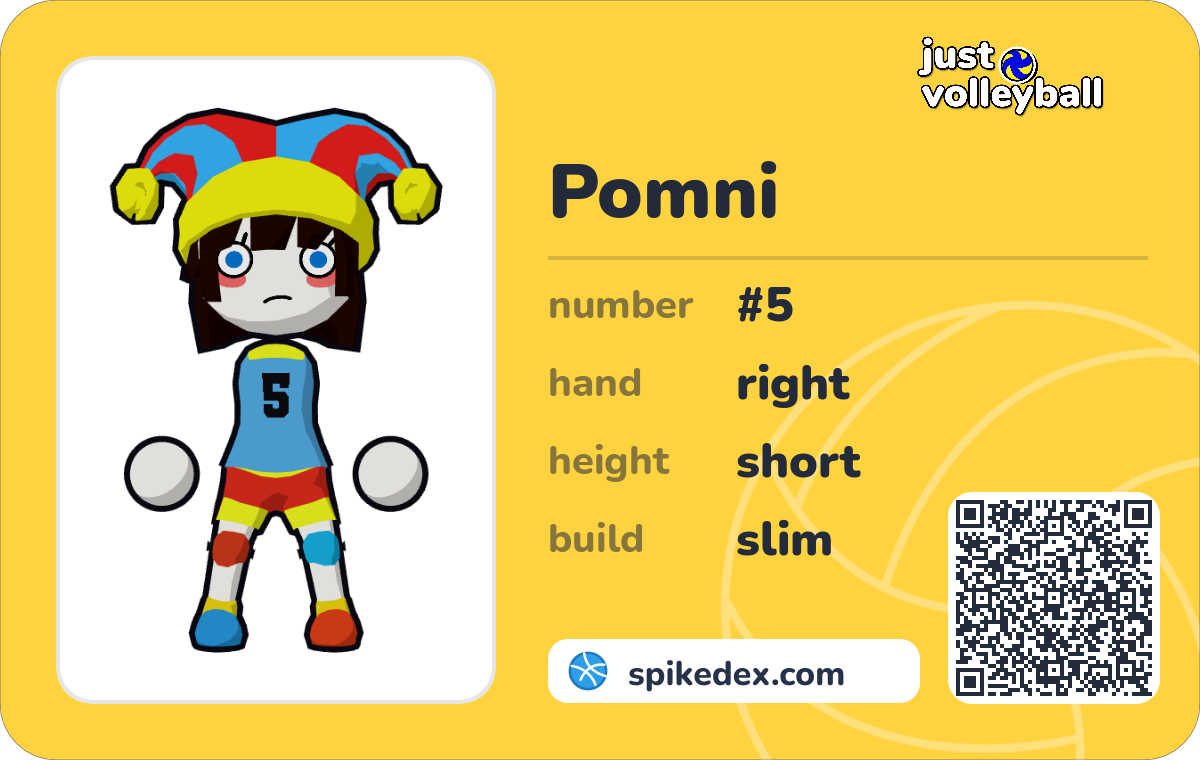 just
volleyball
Pomni
number #5
hand right
height short
build slim
5
spikedex.com